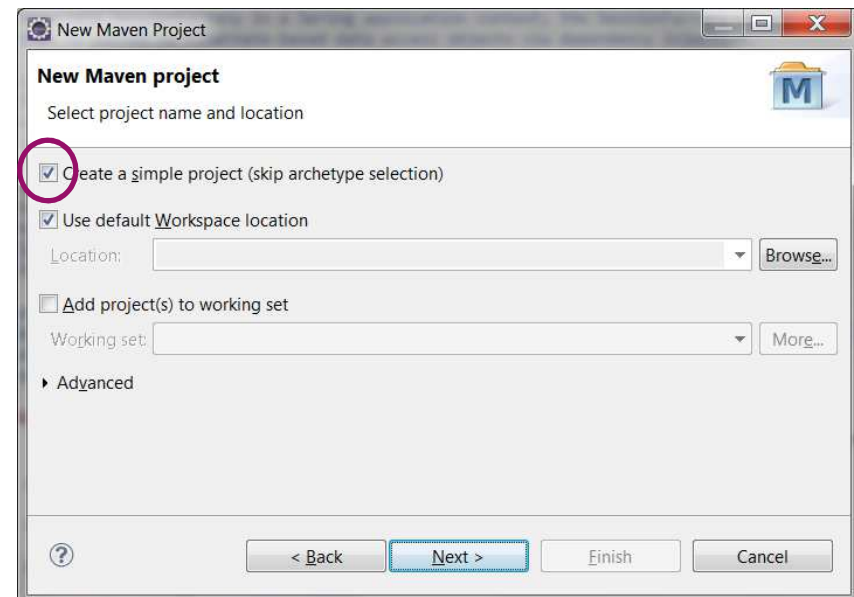 New Maven Project
New Maven project
M
Select project name and location
Create a simple project (skip archetype selection)
Use default Workspace location
Location: Browse...
Add project(s) to working set
Working set: More...
Advanced
? < Back Next > Finish Cancel